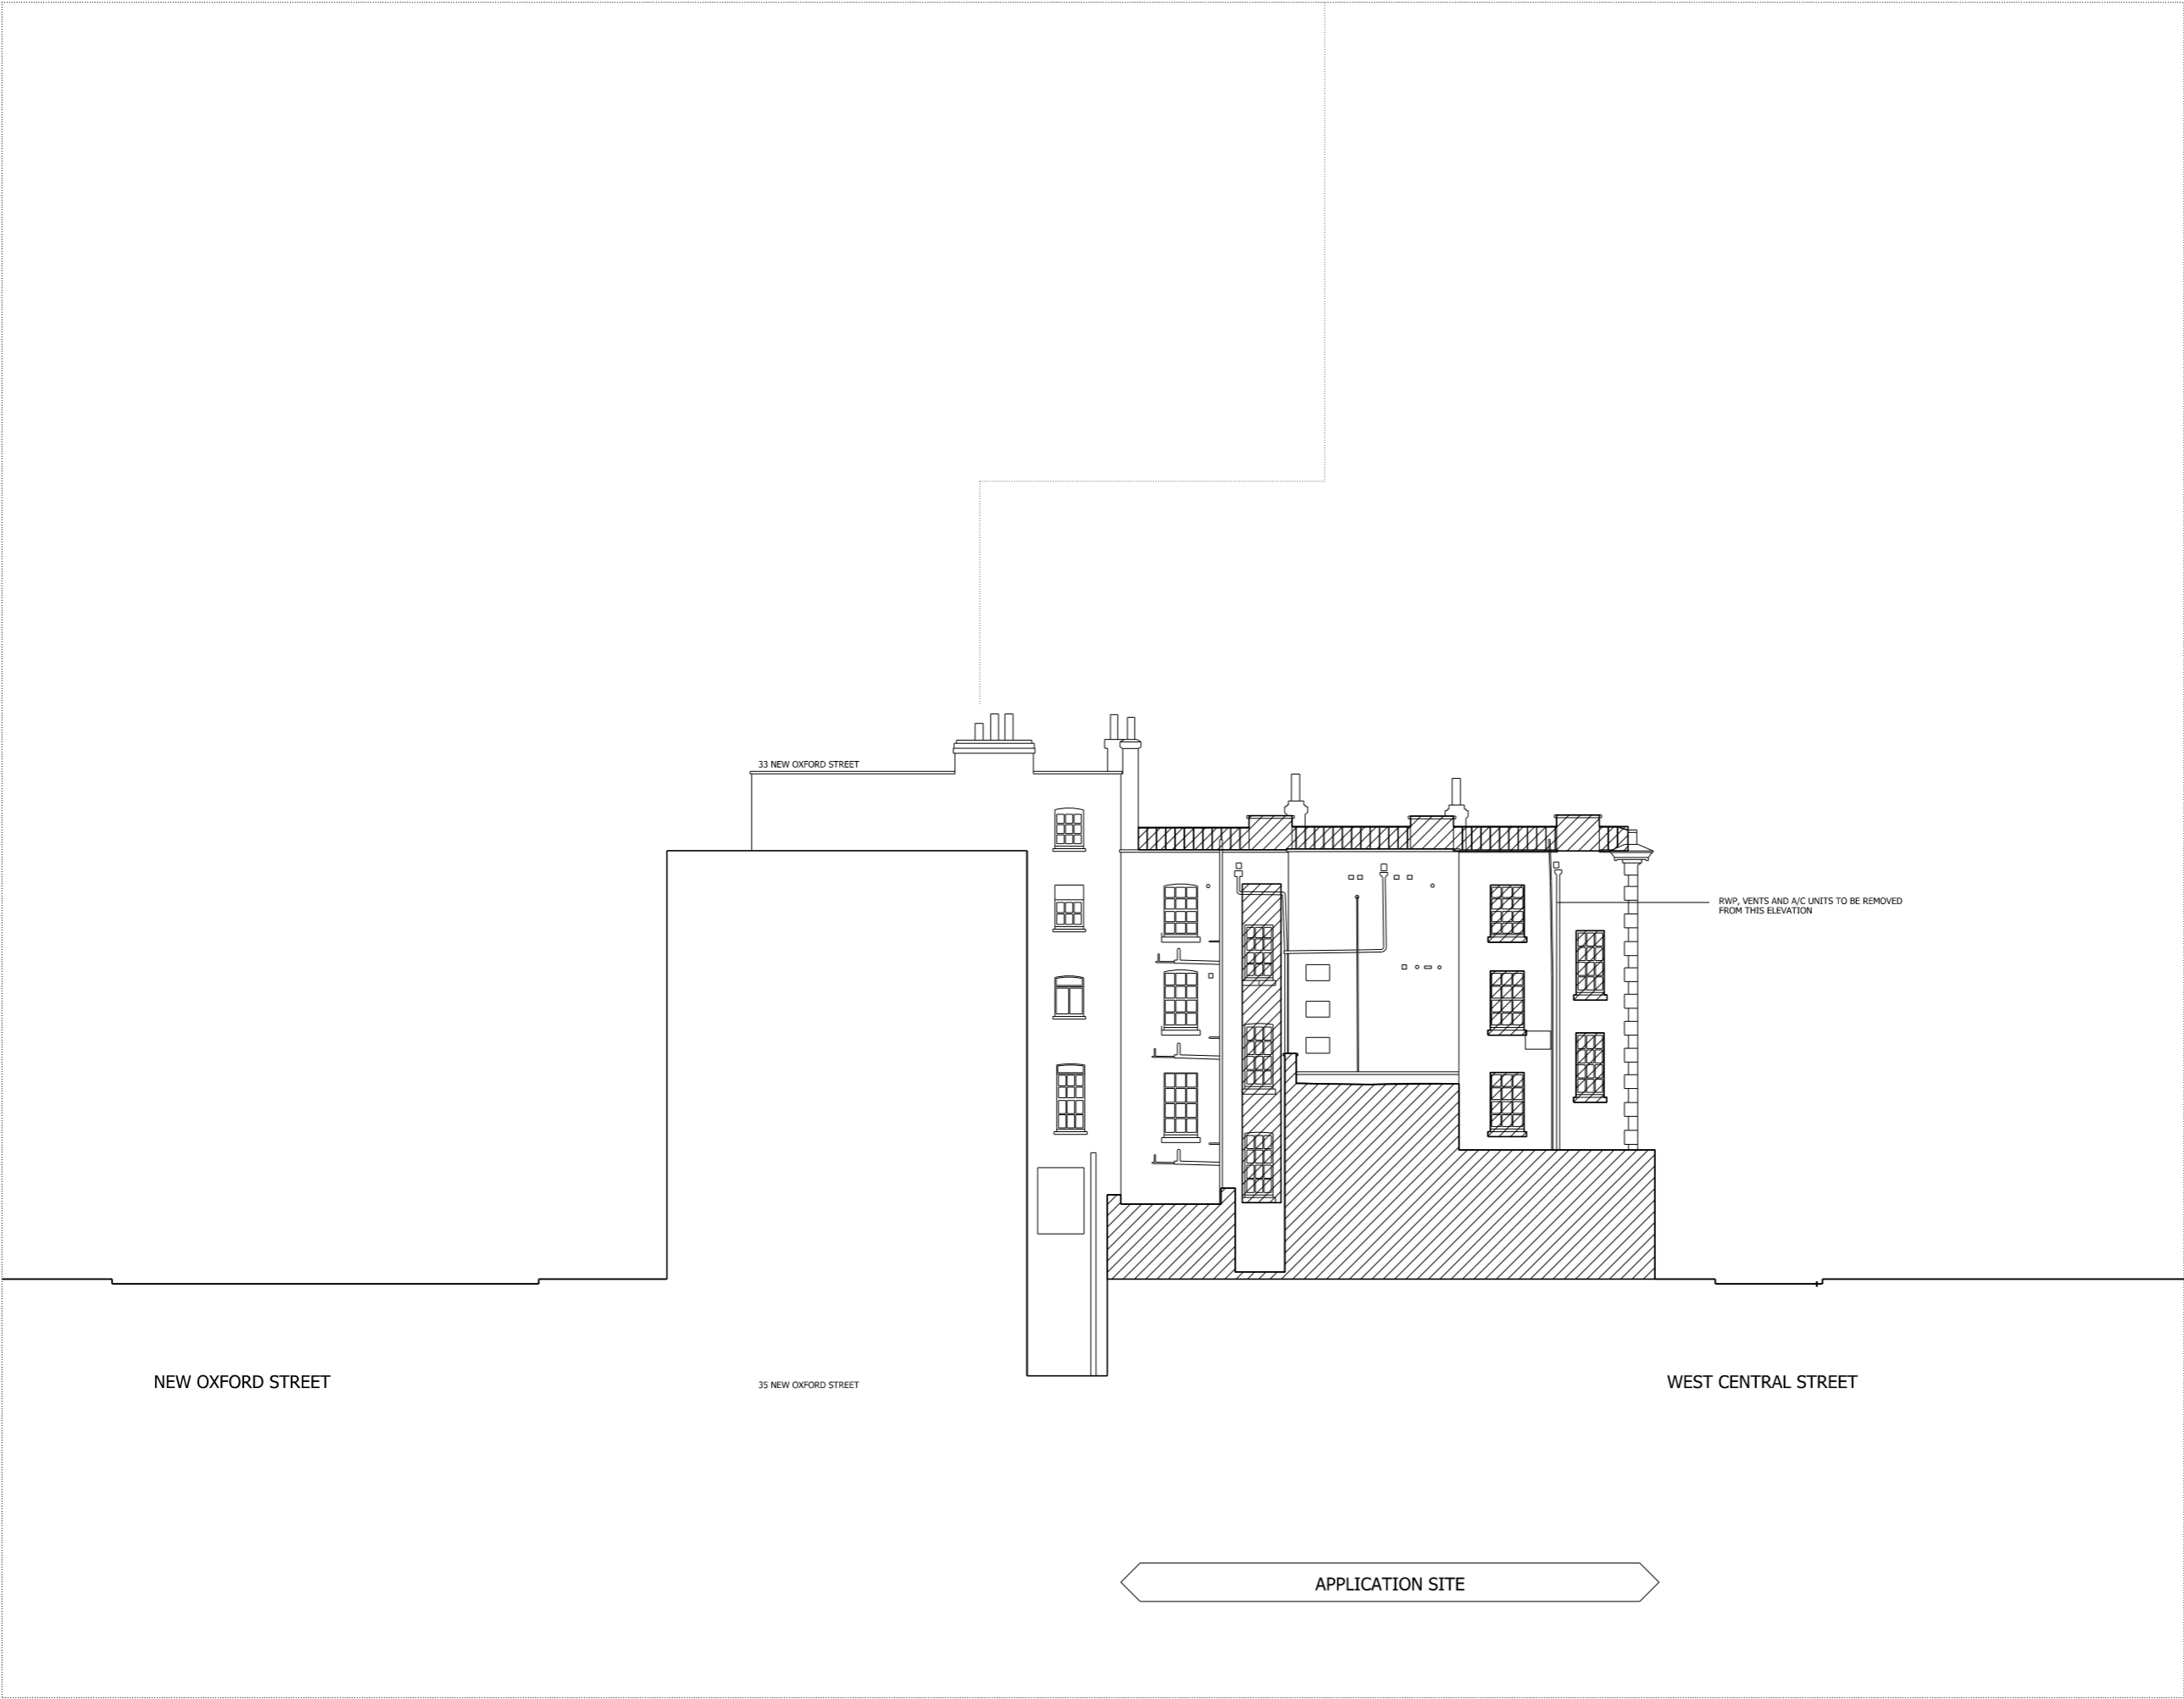 33 NEW OXFORD STREET
RWP, VENTS AND A/C UNITS TO BE REMOVED
FROM THIS ELEVATION
NEW OXFORD STREET
35 NEW OXFORD STREET
WEST CENTRAL STREET
APPLICATION SITE